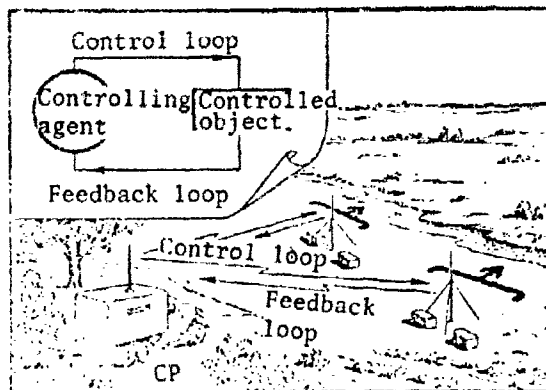 Control loop
Controlling
agent
Controlled
object.
Feedback loop
Control loop
Feedback
loop
CP